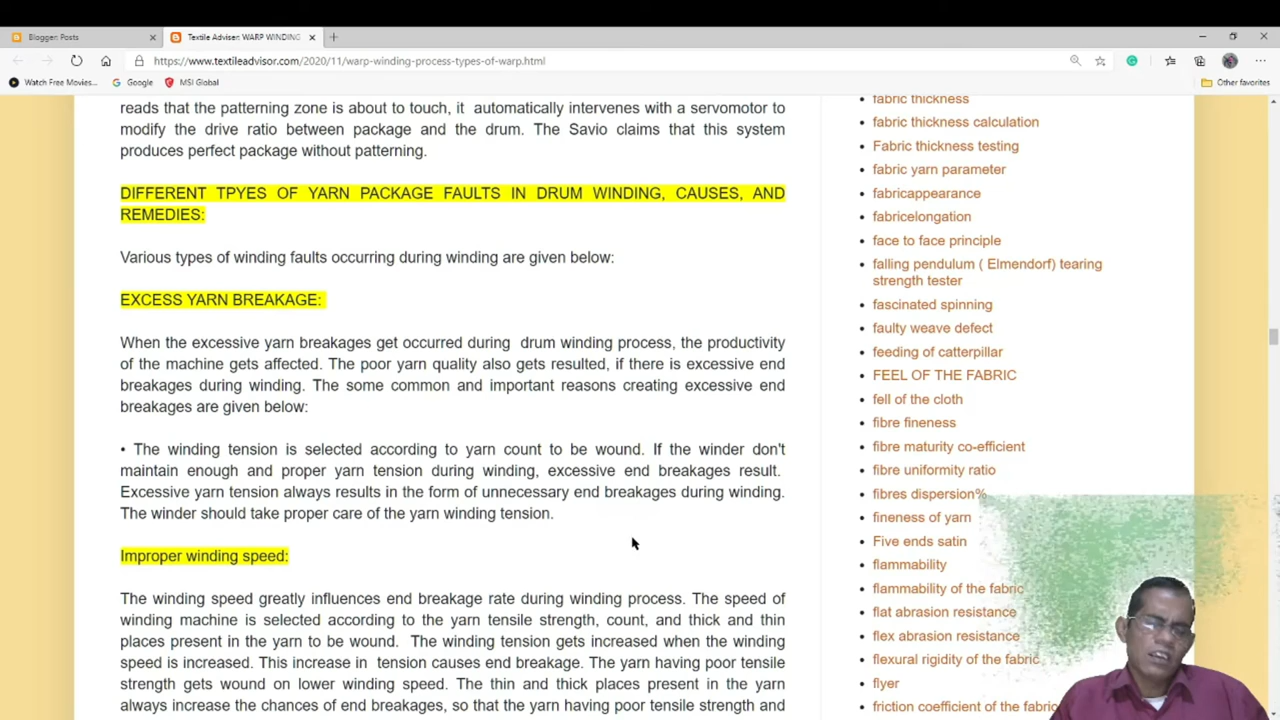 Blogger: Posts
Textile Adviser: WARP WINDING
https://www.textileadvisor.com/2020/11/warp-winding-process-types-of-warp.html
Watch Free Movies...
Google
MSI Global
Other favorites
reads that the patterning zone is about to touch, it automatically intervenes with a servomotor to
modify the drive ratio between package and the drum. The Savio claims that this system
produces perfect package without patterning.
DIFFERENT TPYES OF YARN PACKAGE FAULTS IN DRUM WINDING, CAUSES, AND
REMEDIES:
Various types of winding faults occurring during winding are given below:
EXCESS YARN BREAKAGE:
When the excessive yarn breakages get occurred during drum winding process, the productivity
of the machine gets affected. The poor yarn quality also gets resulted, if there is excessive end
breakages during winding. The some common and important reasons creating excessive end
breakages are given below:
• The winding tension is selected according to yarn count to be wound. If the winder don't
maintain enough and proper yarn tension during winding, excessive end breakages result.
Excessive yarn tension always results in the form of unnecessary end breakages during winding.
The winder should take proper care of the yarn winding tension.
Improper winding speed:
The winding speed greatly influences end breakage rate during winding process. The speed of
winding machine is selected according to the yarn tensile strength, count, and thick and thin
places present in the yarn to be wound. The winding tension gets increased when the winding
speed is increased. This increase in tension causes end breakage. The yarn having poor tensile
strength gets wound on lower winding speed. The thin and thick places present in the yarn
always increase the chances of end breakages, so that the yarn having poor tensile strength and
• fabric thickness
• fabric thickness calculation
• Fabric thickness testing
• fabric yarn parameter
• fabricappearance
• fabricelongation
• face to face principle
• falling pendulum ( Elmendorf) tearing
strength tester
• fascinated spinning
• faulty weave defect
• feeding of catterpillar
• FEEL OF THE FABRIC
• fell of the cloth
• fibre fineness
• fibre maturity co-efficient
• fibre uniformity ratio
• fibres dispersion%
• fineness of yarn
• Five ends satin
• flammability
• flammability of the fabric
• flat abrasion resistance
• flex abrasion resistance
• flexural rigidity of the fabric
• flyer
• friction coefficient of the fabric